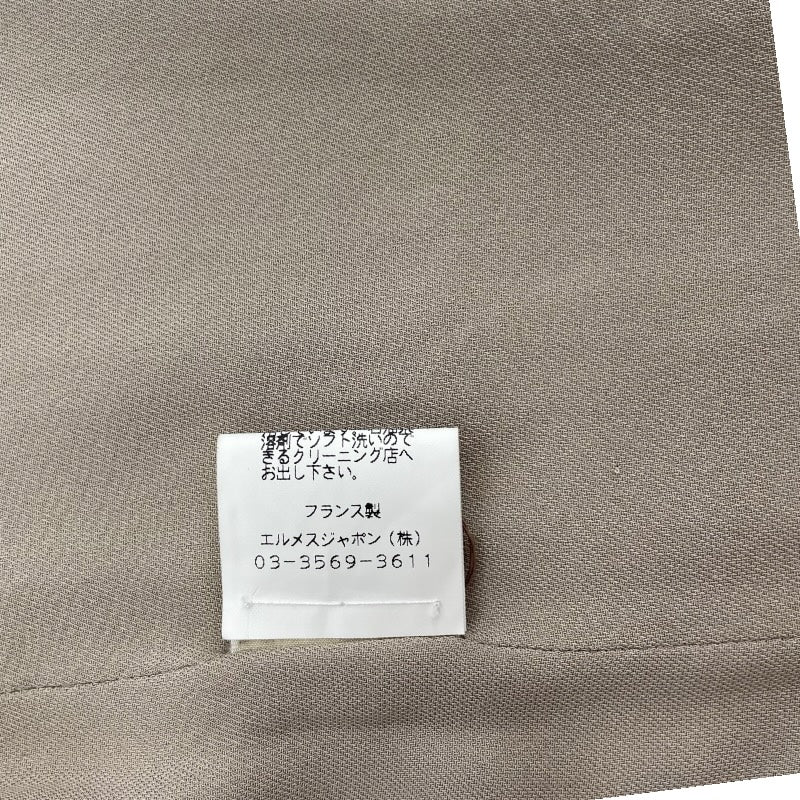 溶剤でソフト洗いので
きるクリーニング店へ
お出し下さい。
フランス製
エルメスジャポン(株)
03-3569-3611